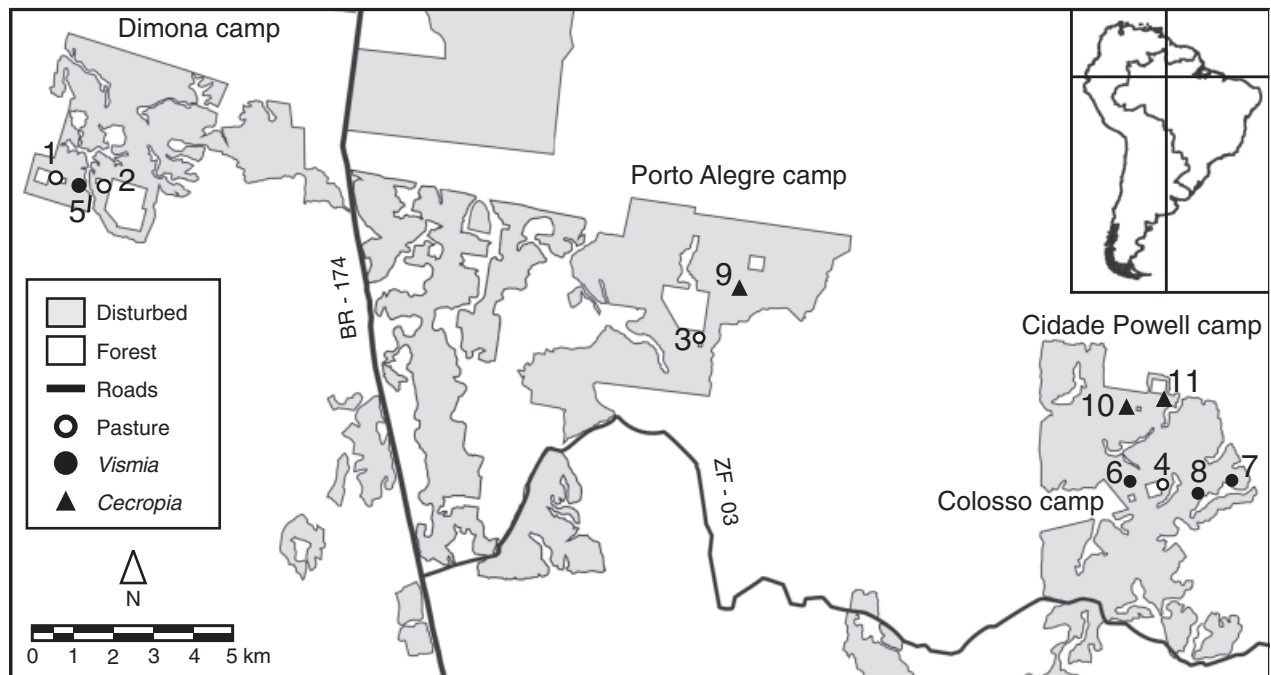 Dimona camp
1
2
5
BR - 174
Porto Alegre camp
9
3
ZF - 03
Cidade Powell camp
11
10
6
4
8
7
Colosso camp
Disturbed
Forest
Roads
Pasture
Vismia
Cecropia
N
0 1 2 3 4 5 km